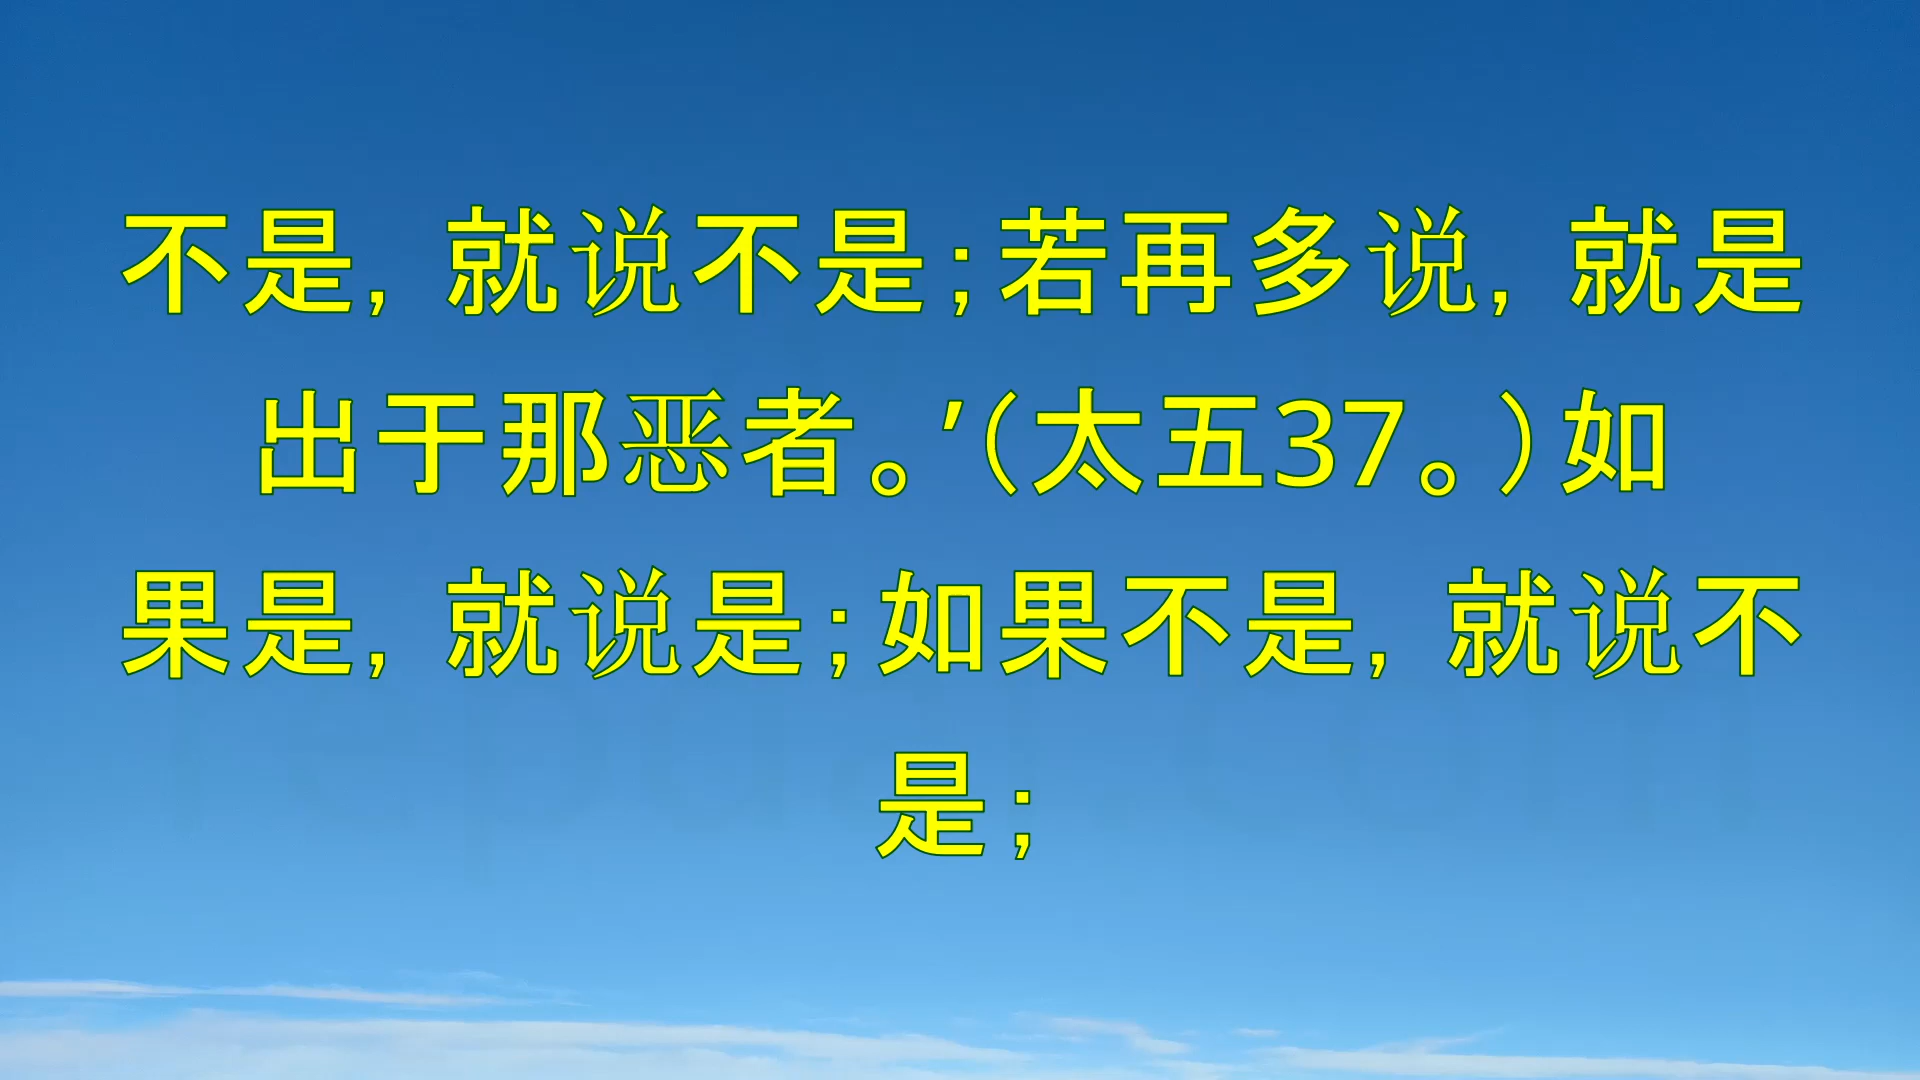 不是，就说不是；若再多说，就是
出于那恶者。’（太五37。）如
果是，就说是；如果不是，就说不
是；